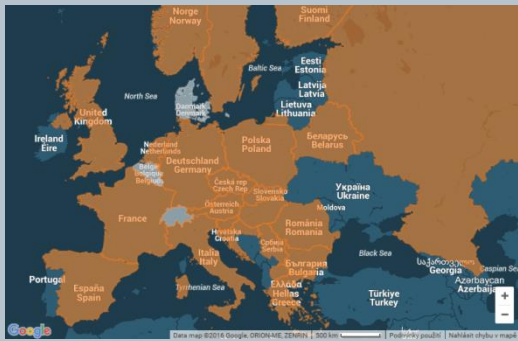 Norge
Norway
Suomi
Finland
Baltic Sea
Eesti
Estonia
North Sea
Latvija
Latvia
Danmark
Denmark
Lietuva
Lithuania
United
Kingdom
Ireland
Éire
Nederland
Netherlands
Polska
Poland
Беларусь
Belarus
België
Belgique
Belgien
Deutschland
Germany
Česká rep
Czech Rep
Slovensko
Slovakia
Україна
Ukraine
Österreich
Austria
Moldova
France
Hrvatska
Croatia
România
Romania
Србија
Serbia
Italia
Italy
България
Bulgaria
Black Sea
საქართველო
Georgia
Caspian Sea
Portugal
España
Spain
Tyrrhenian Sea
Ελλάδα
Hellas
Greece
Türkiye
Turkey
Azərbaycan
Azerbaijan
+
−
Google
Data map ©2016 Google, ORION-ME, ZENRIN
500 km
Podmínky použití
Nahlásit chybu v mapě